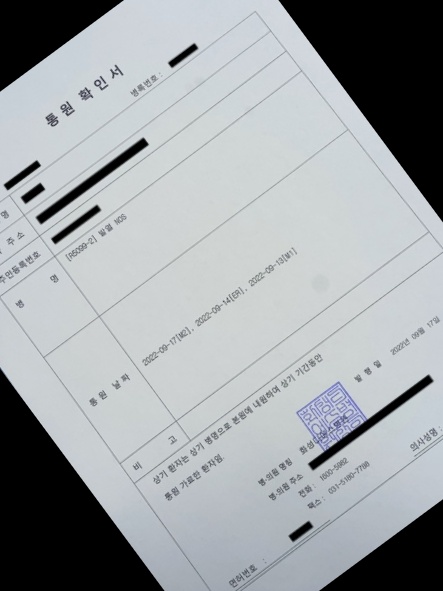 통 원 확 인 서
병록번호 :
명
주 소
주민등록번호
병 명 [R5099-2] 발열 NOS
통 원 날 짜 2022-09-17[M2], 2022-09-14[ER], 2022-09-13[M1]
비 고
상기 환자는 상기 병명으로 본원에 내원하여 상기 기간동안
통원 가료한 환자임.
발 행 일 2022년 09월 17일
병·의원 명칭
병·의원 주소
전화 : 1800-5982
팩스 : 031-5180-7788
의사성명 :
면허번호 :